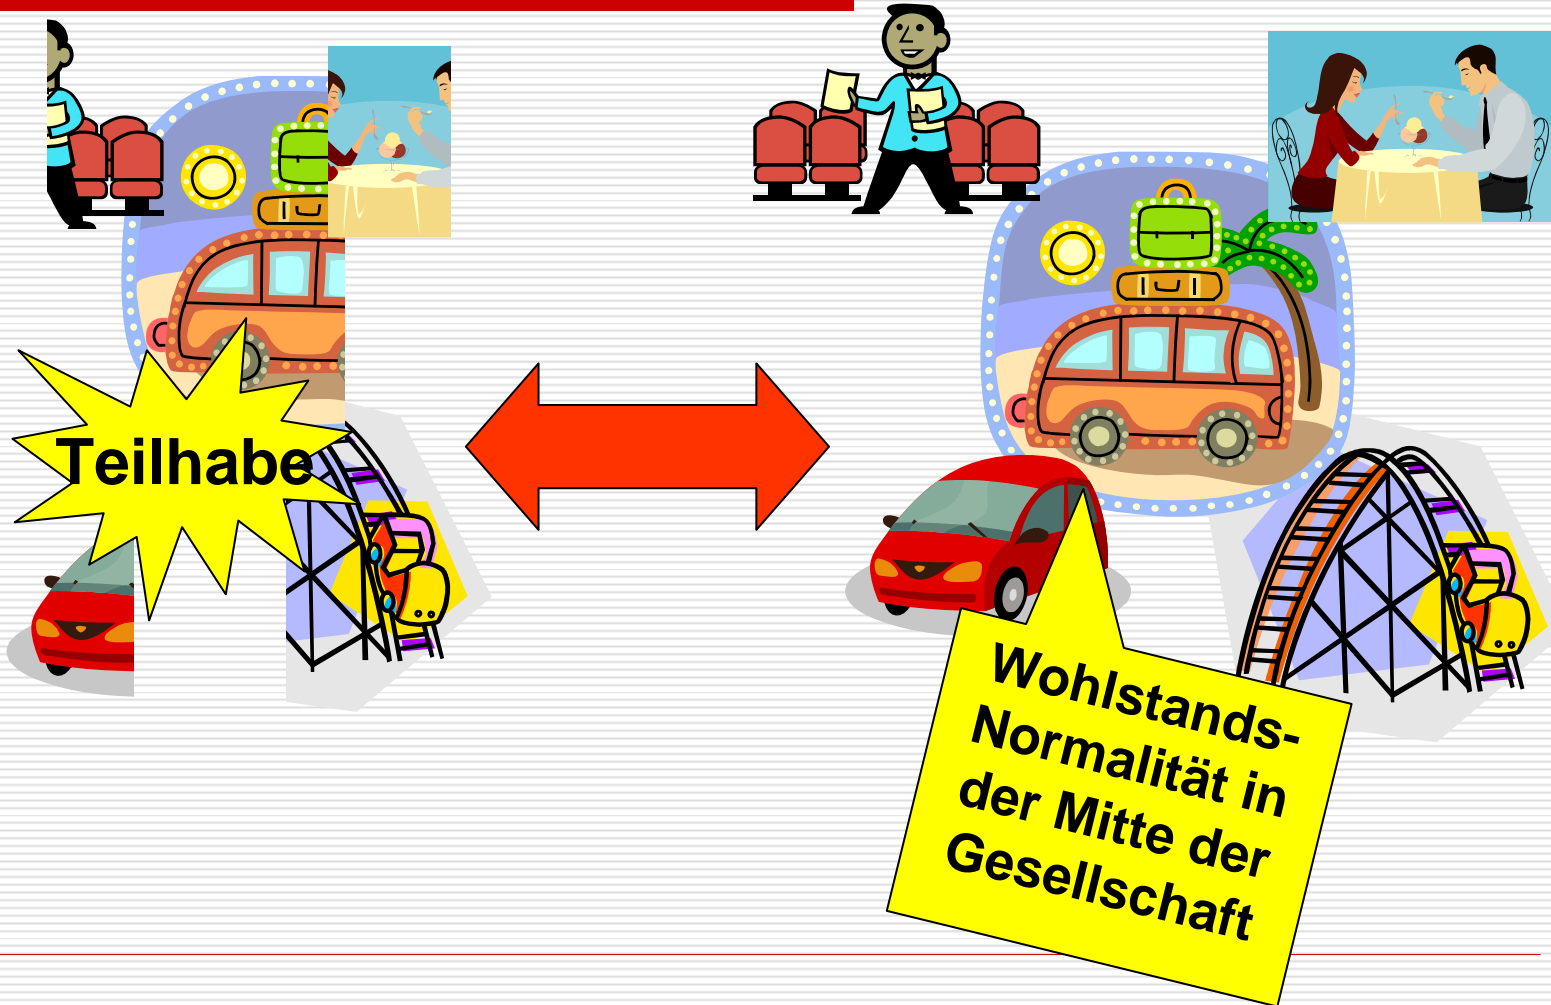 Teilhabe
Wohlstands-
Normalität in
der Mitte der
Gesellschaft